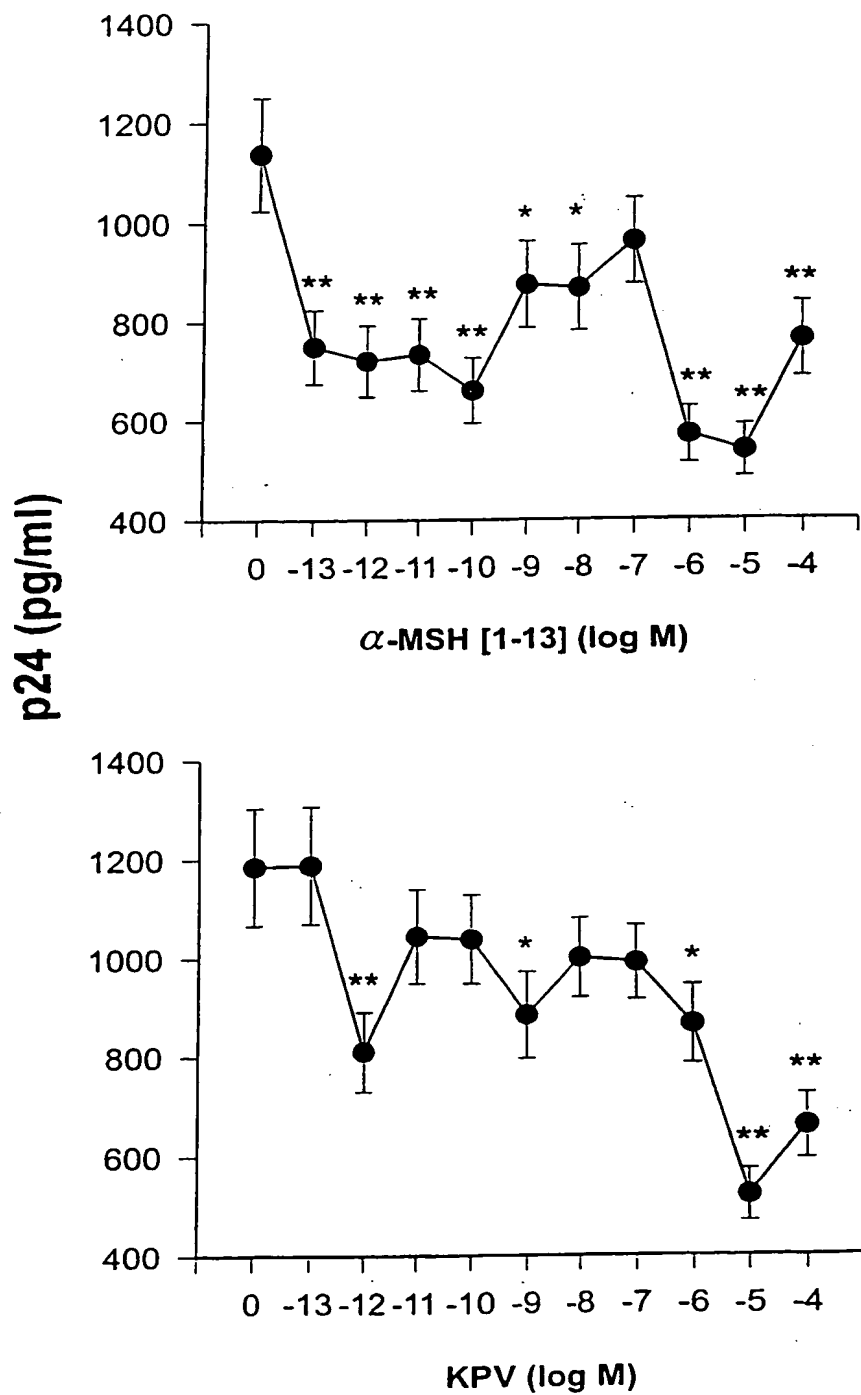 p24 (pg/ml)
1400
1200
1000
800
600
400
** ** ** ** * * ** ** **
0 -13 -12 -11 -10 -9 -8 -7 -6 -5 -4
α-MSH [1-13] (log M)
1400
1200
1000
800
600
400
** * * ** **
0 -13 -12 -11 -10 -9 -8 -7 -6 -5 -4
KPV (log M)